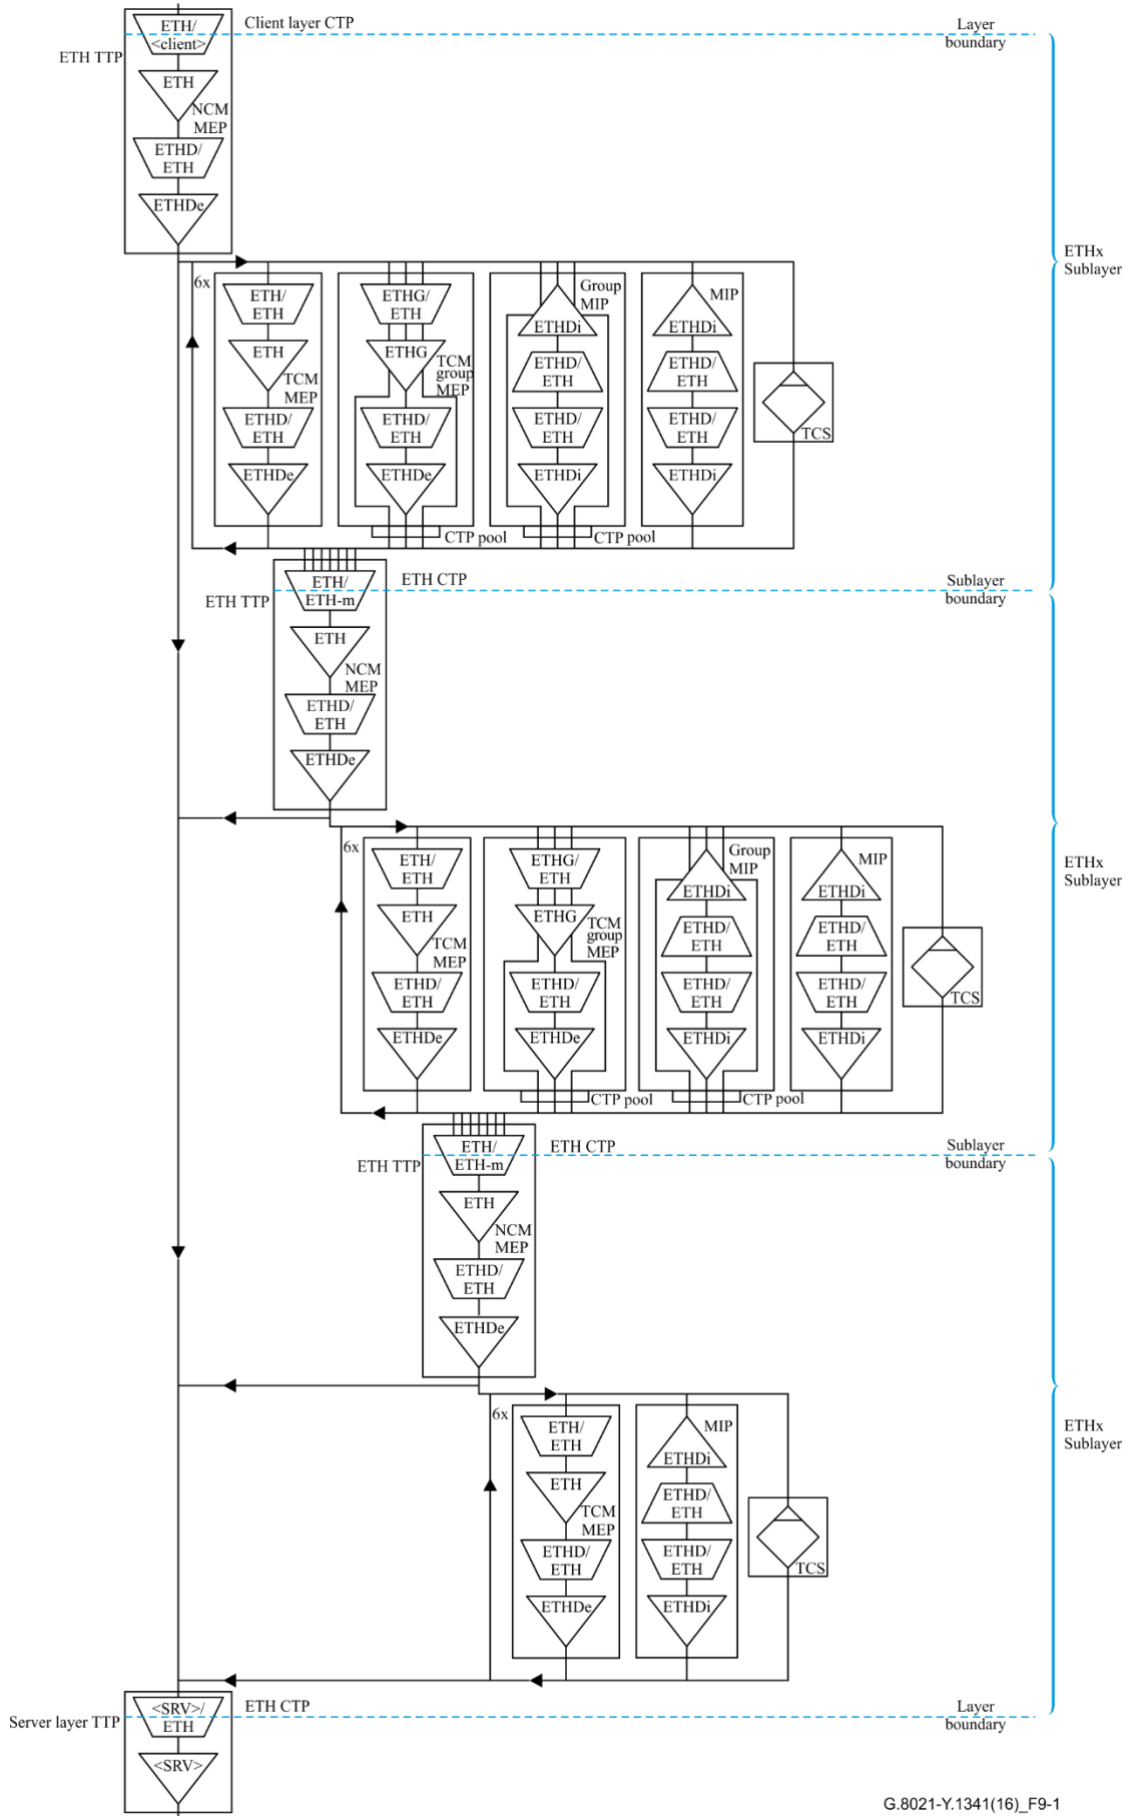 ETH/
<client>
Client layer CTP
Layer
boundary
ETH TTP
ETH
NCM
MEP
ETHD/
ETH
ETHDe
ETHx
Sublayer
6x
ETH/
ETH
ETH
TCM
MEP
ETHD/
ETH
ETHDe
ETHG/
ETH
ETHG
TCM
group
MEP
ETHD/
ETH
ETHDe
CTP pool
Group
MIP
ETHDi
ETHD/
ETH
ETHD/
ETH
ETHDi
CTP pool
MIP
ETHDi
ETHD/
ETH
ETHD/
ETH
ETHDi
TCS
ETH/
ETH-m
ETH CTP
Sublayer
boundary
ETH TTP
ETH
NCM
MEP
ETHD/
ETH
ETHDe
ETHx
Sublayer
6x
ETH/
ETH
ETH
TCM
MEP
ETHD/
ETH
ETHDe
ETHG/
ETH
ETHG
TCM
group
MEP
ETHD/
ETH
ETHDe
CTP pool
Group
MIP
ETHDi
ETHD/
ETH
ETHD/
ETH
ETHDi
CTP pool
MIP
ETHDi
ETHD/
ETH
ETHD/
ETH
ETHDi
TCS
ETH/
ETH-m
ETH CTP
Sublayer
boundary
ETH TTP
ETH
NCM
MEP
ETHD/
ETH
ETHDe
ETHx
Sublayer
6x
ETH/
ETH
ETH
TCM
MEP
ETHD/
ETH
ETHDe
MIP
ETHDi
ETHD/
ETH
ETHD/
ETH
ETHDi
TCS
<SRV>/
ETH
ETH CTP
Layer
boundary
Server layer TTP
<SRV>
G.8021-Y.1341(16)_F9-1